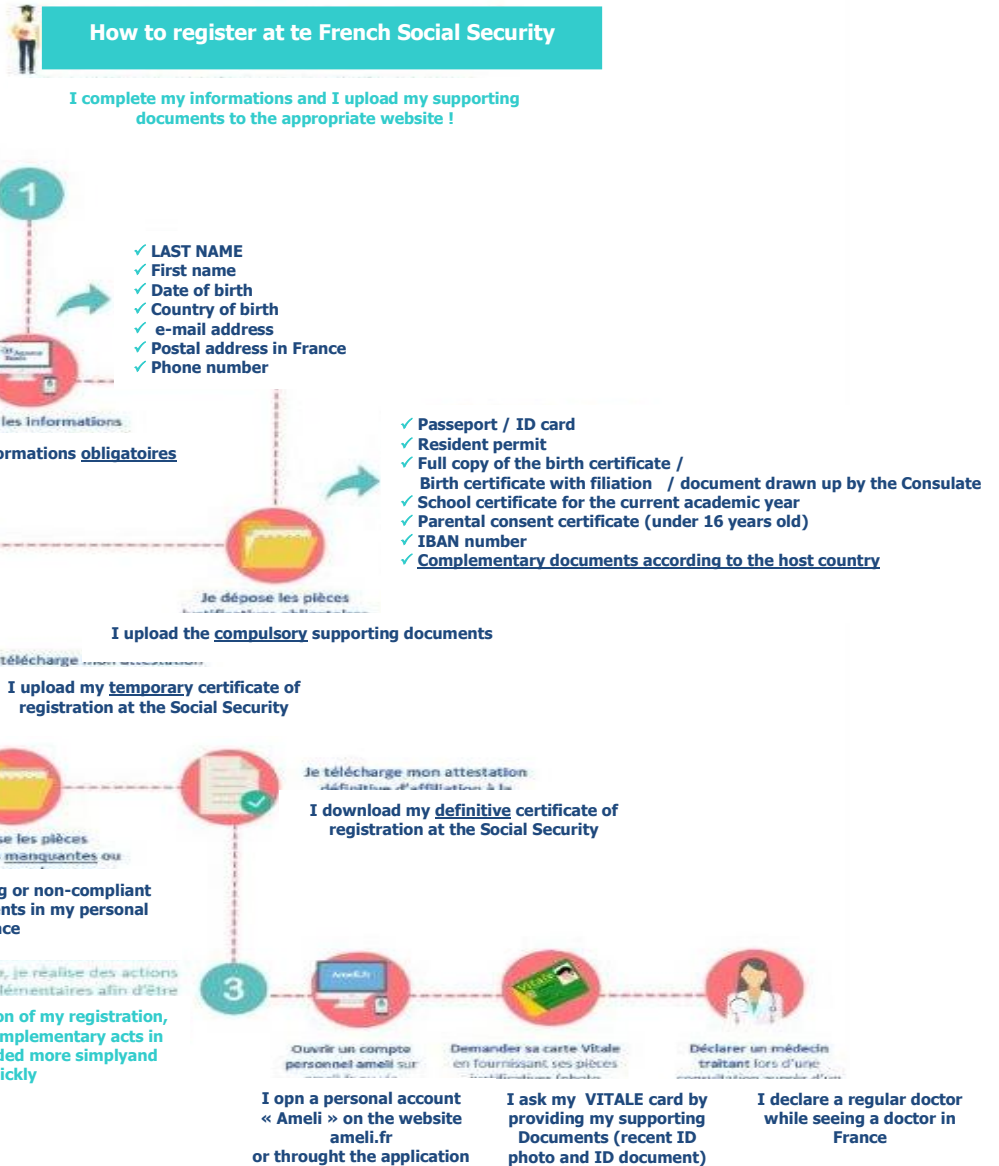 How to register at te French Social Security
I complete my informations and I upload my supporting
documents to the appropriate website !
1
✓ LAST NAME
✓ First name
✓ Date of birth
✓ Country of birth
✓ e-mail address
✓ Postal address in France
✓ Phone number
les informations
obligatoires
✓ Passeport / ID card
✓ Resident permit
✓ Full copy of the birth certificate /
Birth certificate with filiation / document drawn up by the Consulate
✓ School certificate for the current academic year
✓ Parental consent certificate (under 16 years old)
✓ IBAN number
✓ Complementary documents according to the host country
Je dépose les pièces
I upload the compulsory supporting documents
télécharge mon attestation
I upload my temporary certificate of
registration at the Social Security
Je télécharge mon attestation
définitive d'affiliation à la
I download my definitive certificate of
registration at the Social Security
les pièces
manquantes ou
or non-compliant
in my personal
je réalise des actions
afin d'être
3
of my registration,
acts in
more simplyand
Ameli.fr
Vitale
Ouvrir un compte
personnel ameli sur
Demander sa carte Vitale
en fournissant ses pièces
Déclarer un médecin
traitant lors d'une
I opn a personal account
« Ameli » on the website
ameli.fr
or throught the application
I ask my VITALE card by
providing my supporting
Documents (recent ID
photo and ID document)
I declare a regular doctor
while seeing a doctor in
France